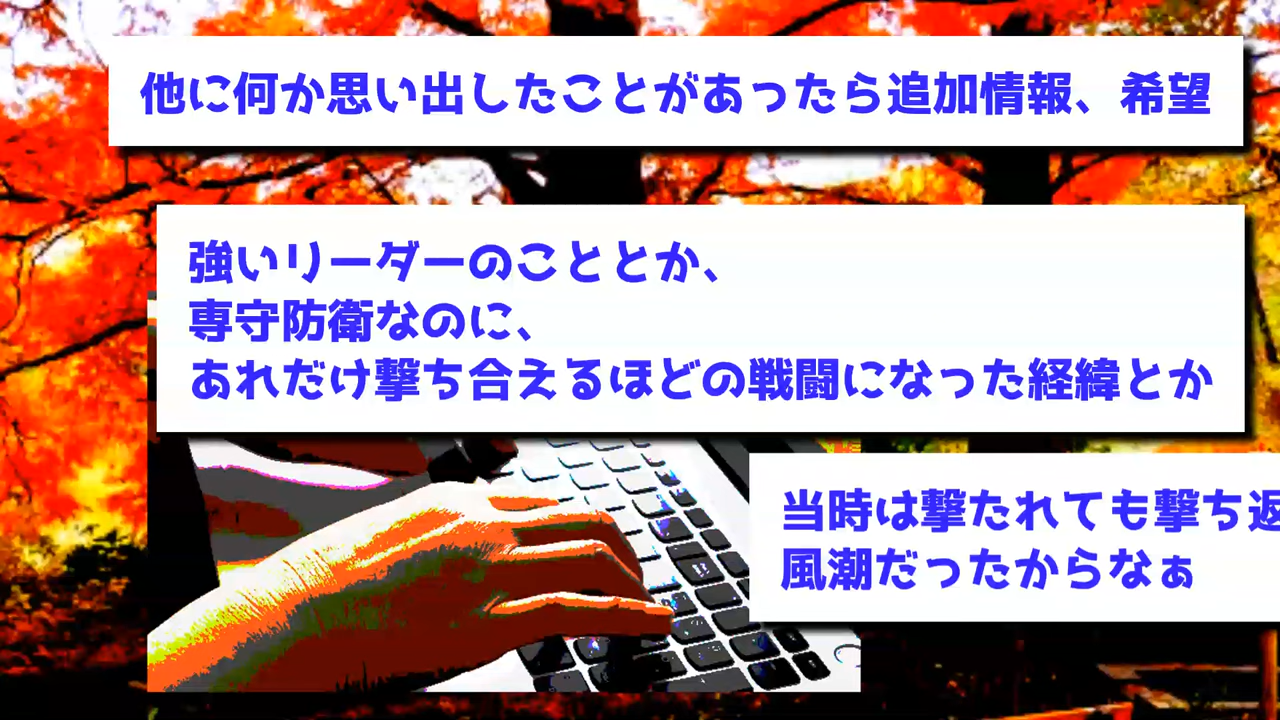 他に何か思い出したことがあったら追加情報、希望
強いリーダーのこととか、
専守防衛なのに、
あれだけ撃ち合えるほどの戦闘になった経緯とか
当時は撃たれても撃ち返
風潮だったからなぁ